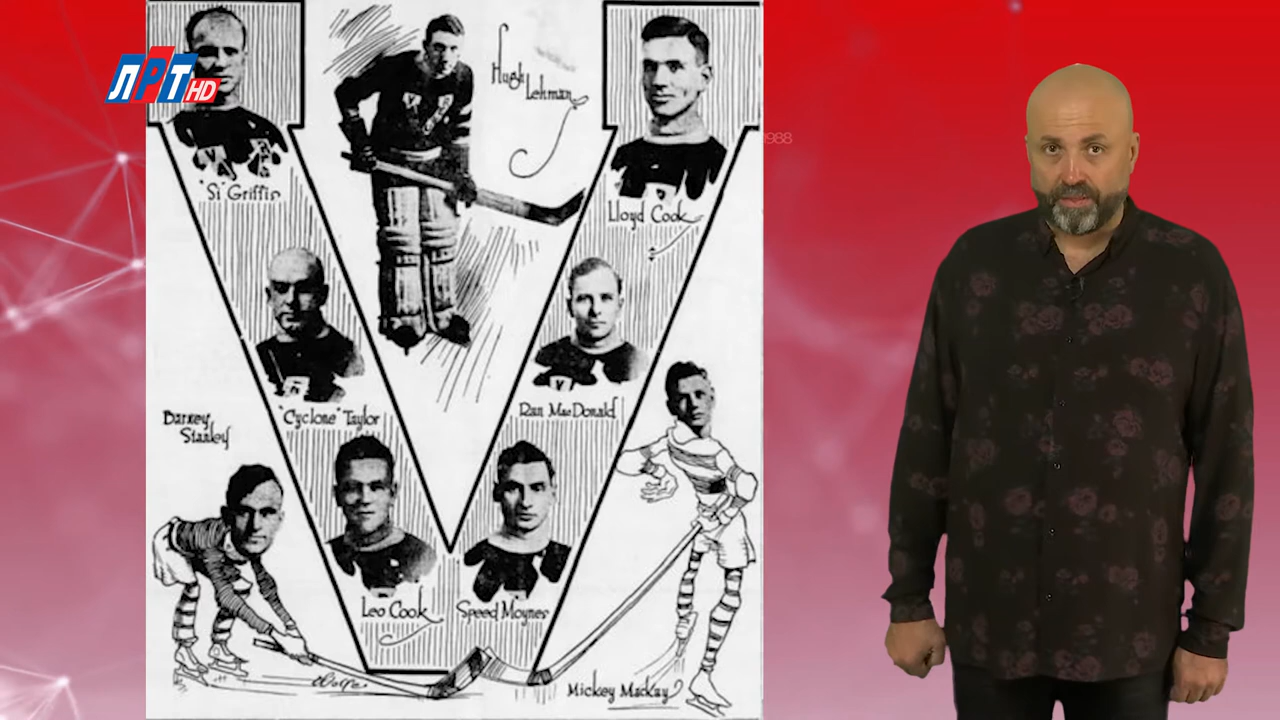 ЛРТ HD
1988
Hugh
Lehman
"Si" Griffis
Lloyd Cook
"Cyclone" Taylor
Ran MacDonald
Barney
Stanley
Leo Cook
Speed Moynes
Mickey Mackay